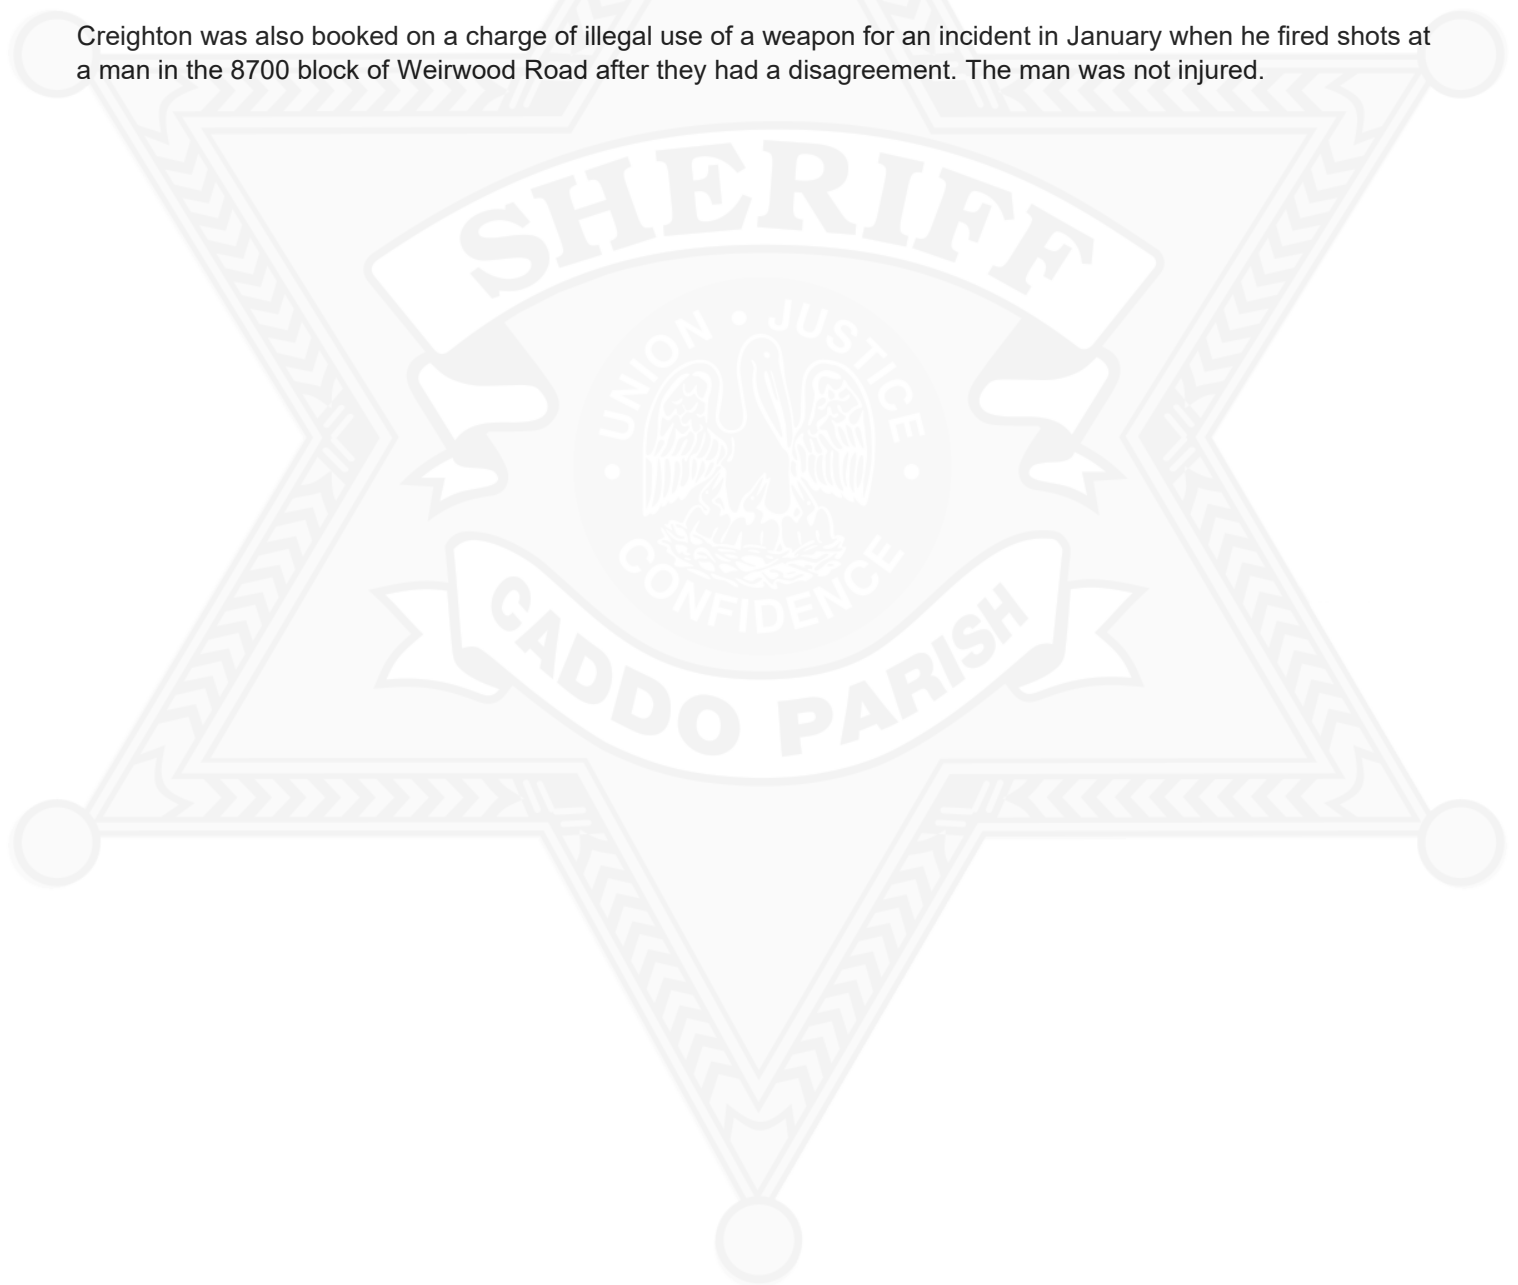 Creighton was also booked on a charge of illegal use of a weapon for an incident in January when he fired shots at
a man in the 8700 block of Weirwood Road after they had a disagreement. The man was not injured.
SHERIFF
UNION • JUSTICE
• CONFIDENCE •
CADDO PARISH